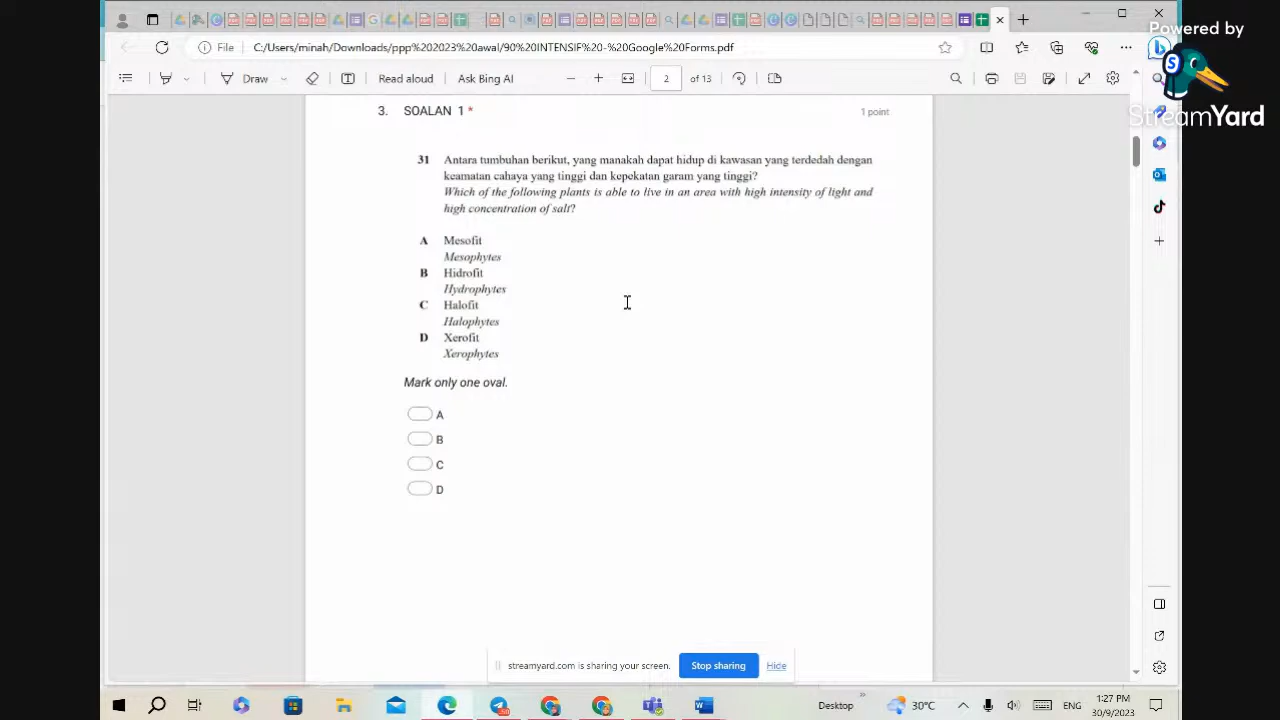 Powered by
StreamYard
File
C:/Users/minah/Downloads/ppp%202023%20awal/90%20INTENSIF%20-%20Google%20Forms.pdf
Draw
Read aloud
Ask Bing AI
2
of 13
3. SOALAN 1 *
1 point
31 Antara tumbuhan berikut, yang manakah dapat hidup di kawasan yang terdedah dengan
keamatan cahaya yang tinggi dan kepekatan garam yang tinggi?
Which of the following plants is able to live in an area with high intensity of light and
high concentration of salt?
A Mesofit
Mesophytes
B Hidrofit
Hydrophytes
C Halofit
Halophytes
D Xerofit
Xerophytes
Mark only one oval.
A
B
C
D
streamyard.com is sharing your screen.
Stop sharing
Hide
Desktop
30°C
ENG
1:27 PM
30/9/2023